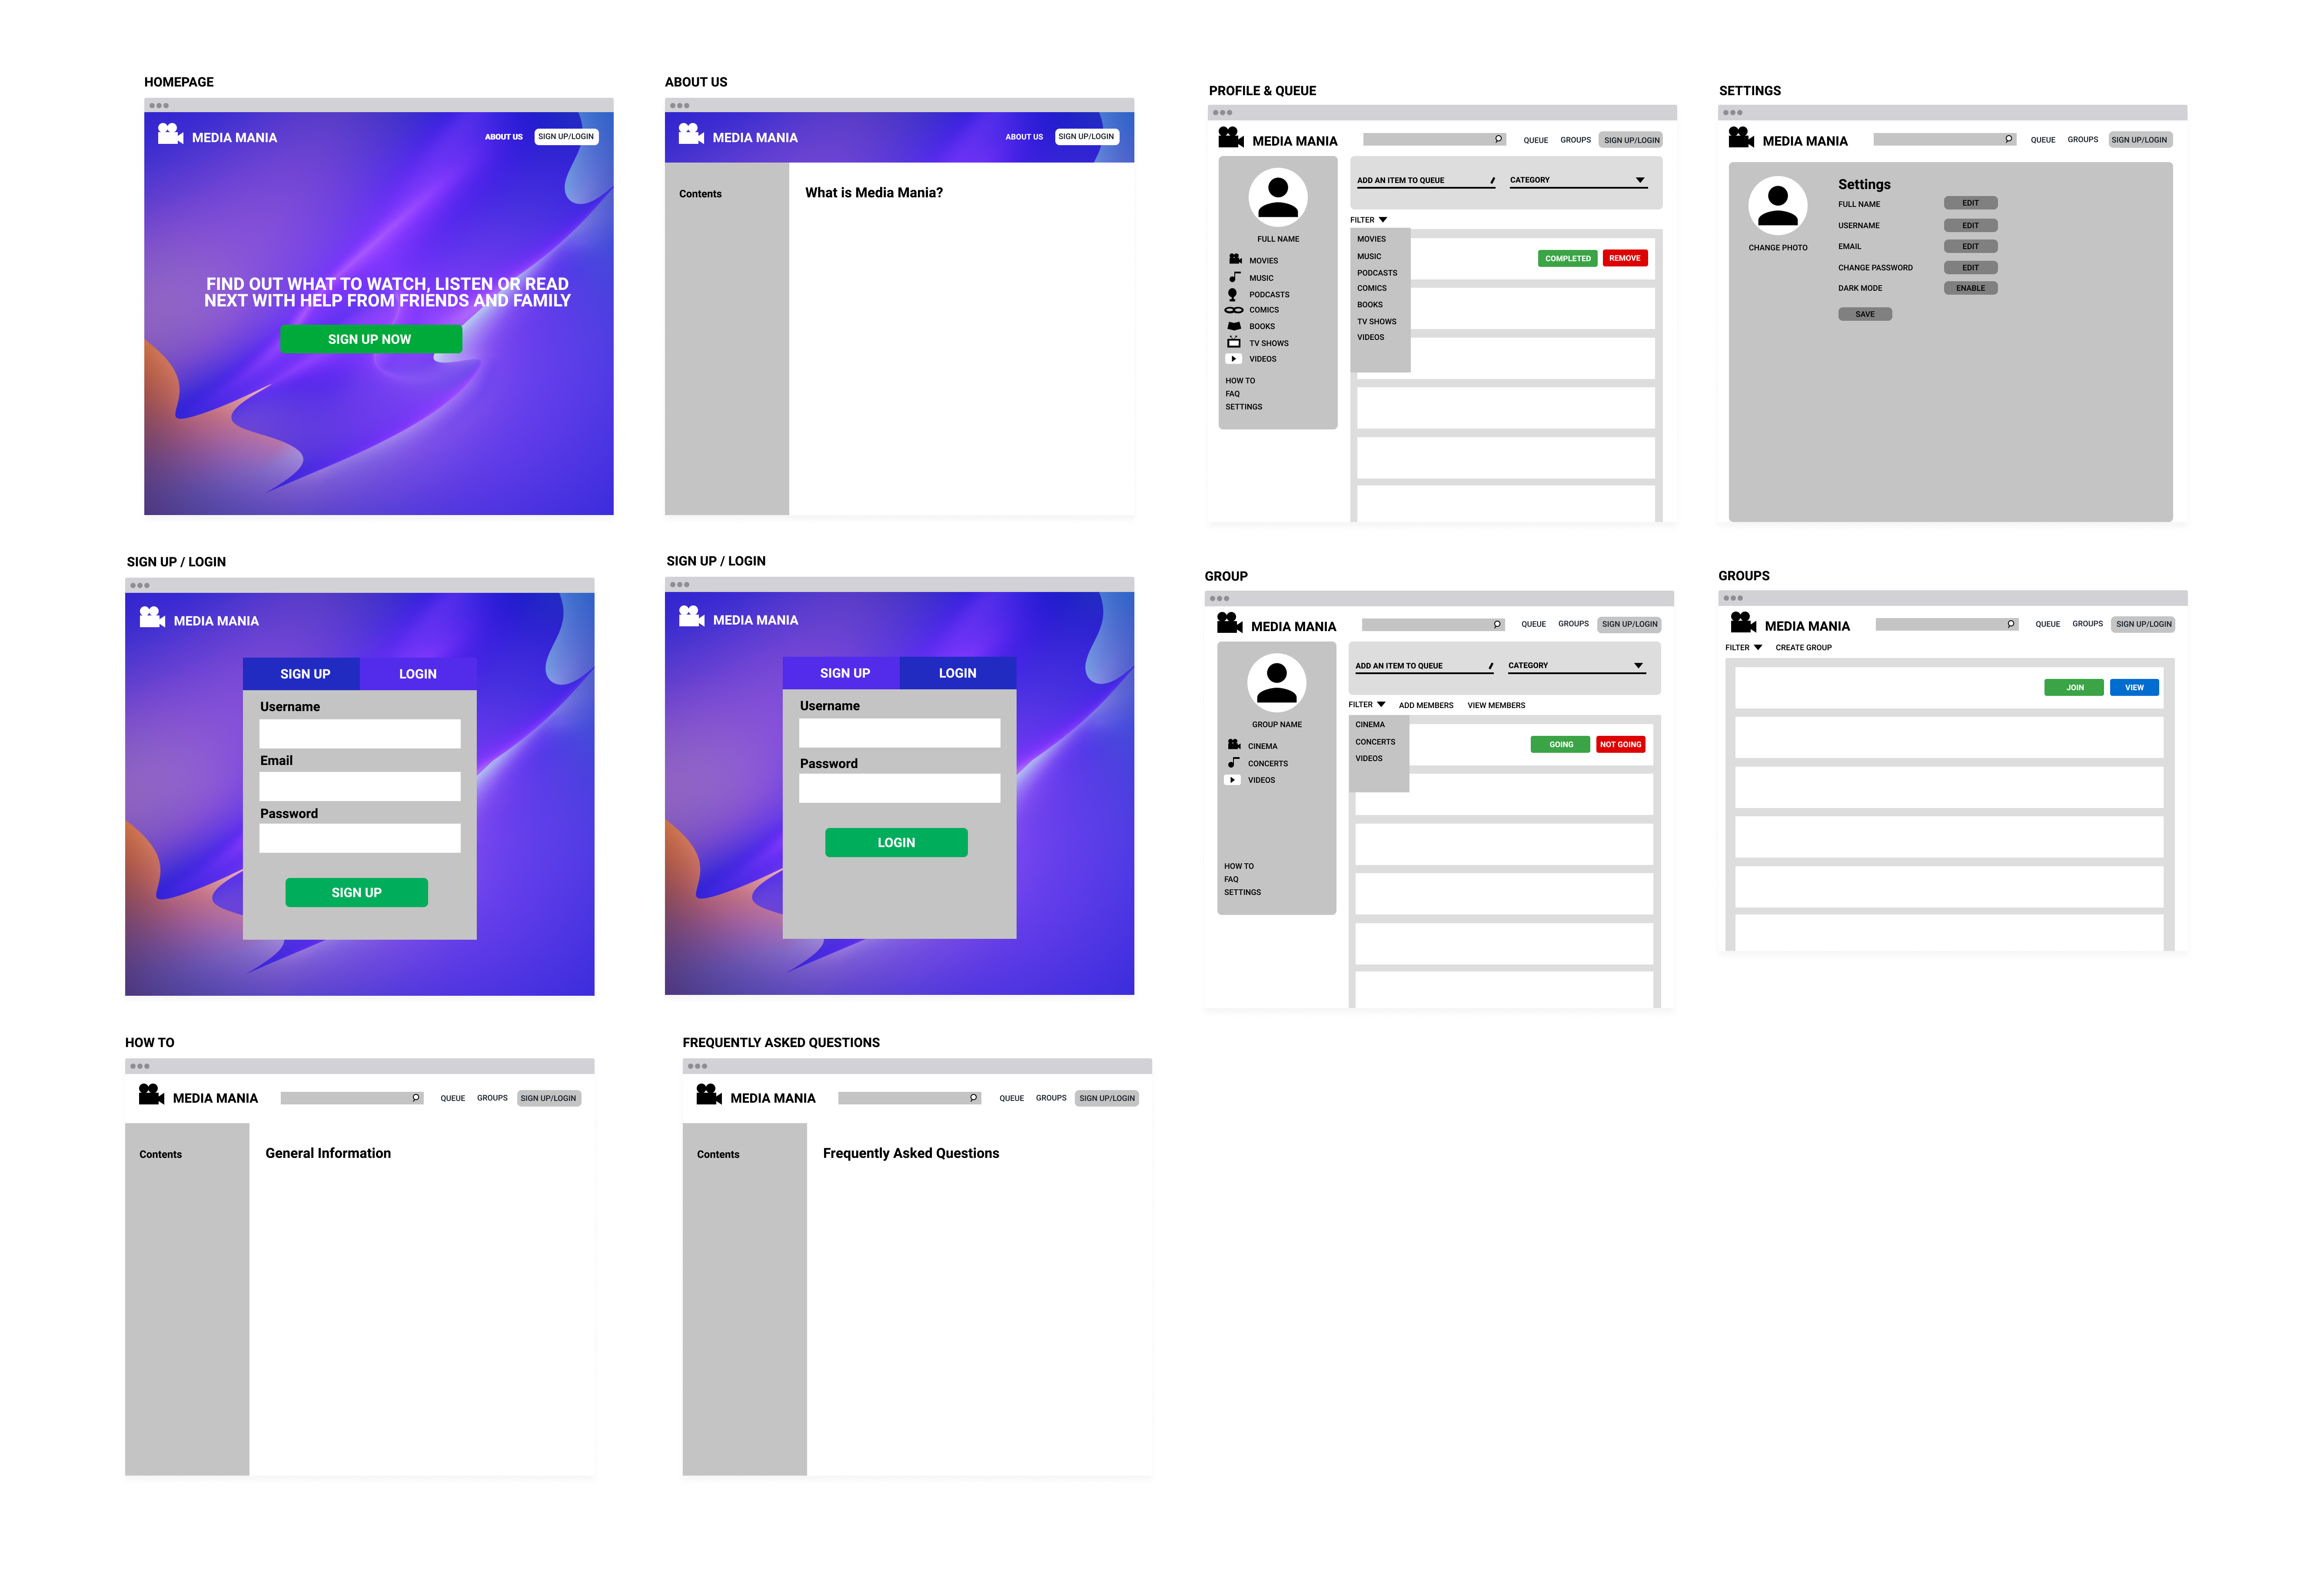 HOMEPAGE
MEDIA MANIA
ABOUT US
SIGN UP/LOGIN
FIND OUT WHAT TO WATCH, LISTEN OR READ
NEXT WITH HELP FROM FRIENDS AND FAMILY
SIGN UP NOW
ABOUT US
MEDIA MANIA
ABOUT US
SIGN UP/LOGIN
Contents
What is Media Mania?
PROFILE & QUEUE
MEDIA MANIA
QUEUE
GROUPS
SIGN UP/LOGIN
FULL NAME
MOVIES
MUSIC
PODCASTS
COMICS
BOOKS
TV SHOWS
VIDEOS
HOW TO
FAQ
SETTINGS
ADD AN ITEM TO QUEUE
CATEGORY
FILTER
MOVIES
MUSIC
PODCASTS
COMICS
BOOKS
TV SHOWS
VIDEOS
COMPLETED
REMOVE
SETTINGS
MEDIA MANIA
QUEUE
GROUPS
SIGN UP/LOGIN
CHANGE PHOTO
Settings
FULL NAME
EDIT
USERNAME
EDIT
EMAIL
EDIT
CHANGE PASSWORD
EDIT
DARK MODE
ENABLE
SAVE
SIGN UP / LOGIN
MEDIA MANIA
SIGN UP
LOGIN
Username
Email
Password
SIGN UP
SIGN UP / LOGIN
MEDIA MANIA
SIGN UP
LOGIN
Username
Password
LOGIN
GROUP
MEDIA MANIA
QUEUE
GROUPS
SIGN UP/LOGIN
GROUP NAME
CINEMA
CONCERTS
VIDEOS
HOW TO
FAQ
SETTINGS
ADD AN ITEM TO QUEUE
CATEGORY
FILTER
ADD MEMBERS
VIEW MEMBERS
CINEMA
CONCERTS
VIDEOS
GOING
NOT GOING
GROUPS
MEDIA MANIA
QUEUE
GROUPS
SIGN UP/LOGIN
FILTER
CREATE GROUP
JOIN
VIEW
HOW TO
MEDIA MANIA
QUEUE
GROUPS
SIGN UP/LOGIN
Contents
General Information
FREQUENTLY ASKED QUESTIONS
MEDIA MANIA
QUEUE
GROUPS
SIGN UP/LOGIN
Contents
Frequently Asked Questions